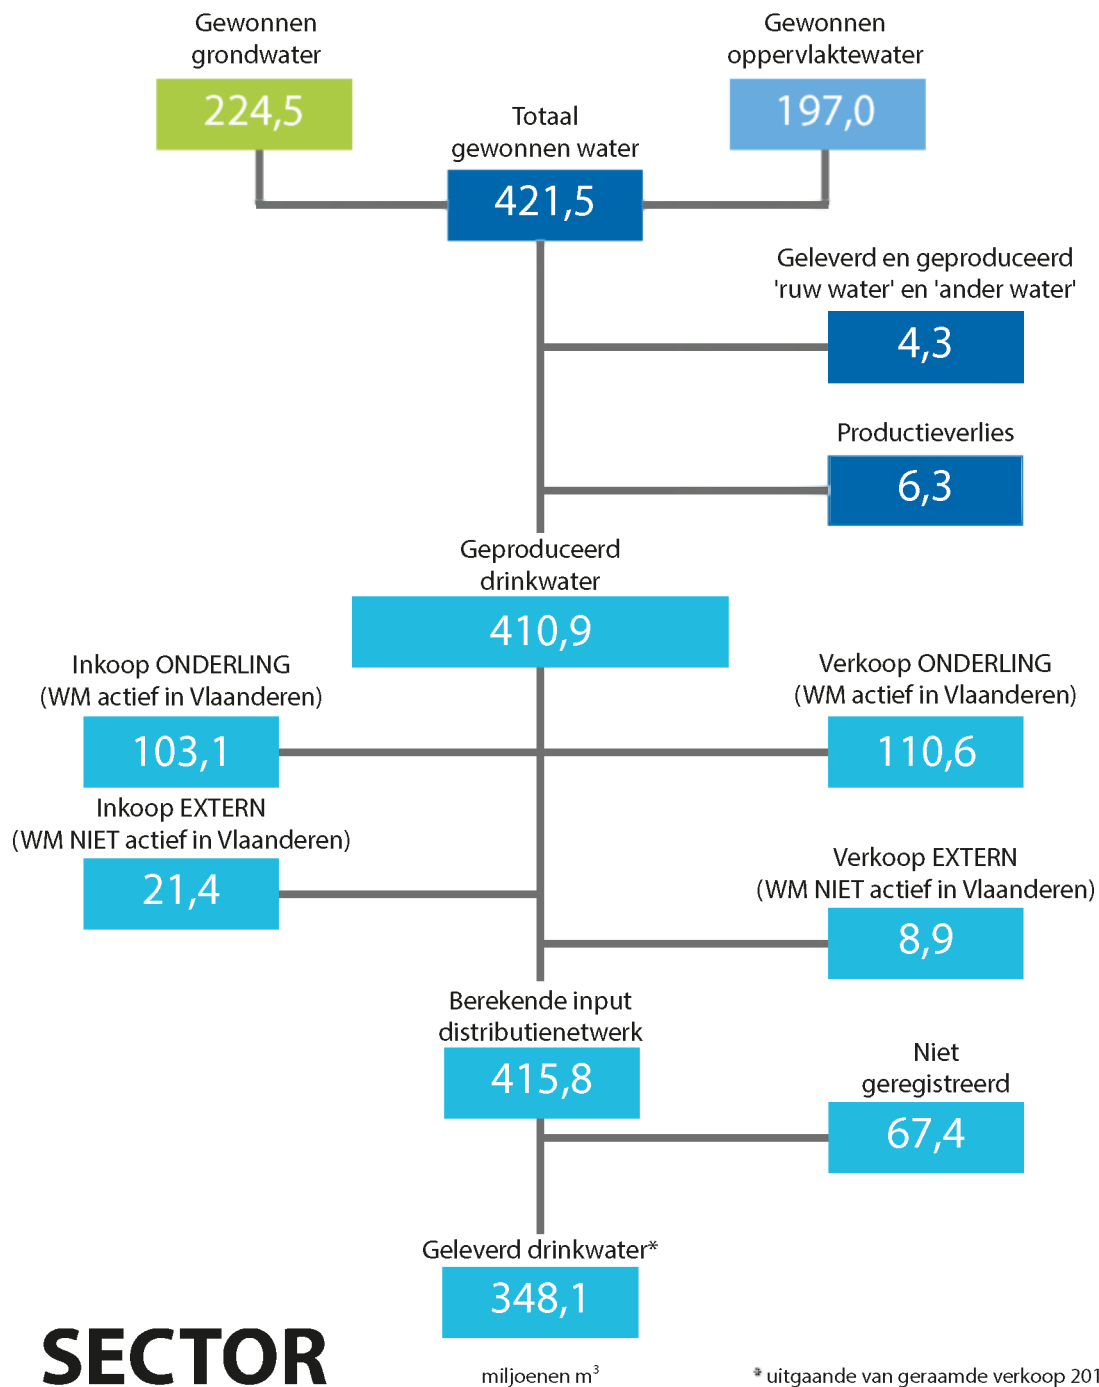 Gewonnen
grondwater
224,5
Gewonnen
oppervlaktewater
197,0
Totaal
gewonnen water
421,5
Geleverd en geproduceerd
'ruw water' en 'ander water'
4,3
Productieverlies
6,3
Geproduceerd
drinkwater
410,9
Inkoop ONDERLING
(WM actief in Vlaanderen)
103,1
Verkoop ONDERLING
(WM actief in Vlaanderen)
110,6
Inkoop EXTERN
(WM NIET actief in Vlaanderen)
21,4
Verkoop EXTERN
(WM NIET actief in Vlaanderen)
8,9
Berekende input
distributienetwerk
415,8
Niet
geregistreerd
67,4
Geleverd drinkwater*
348,1
SECTOR
miljoenen m³
* uitgaande van geraamde verkoop 201